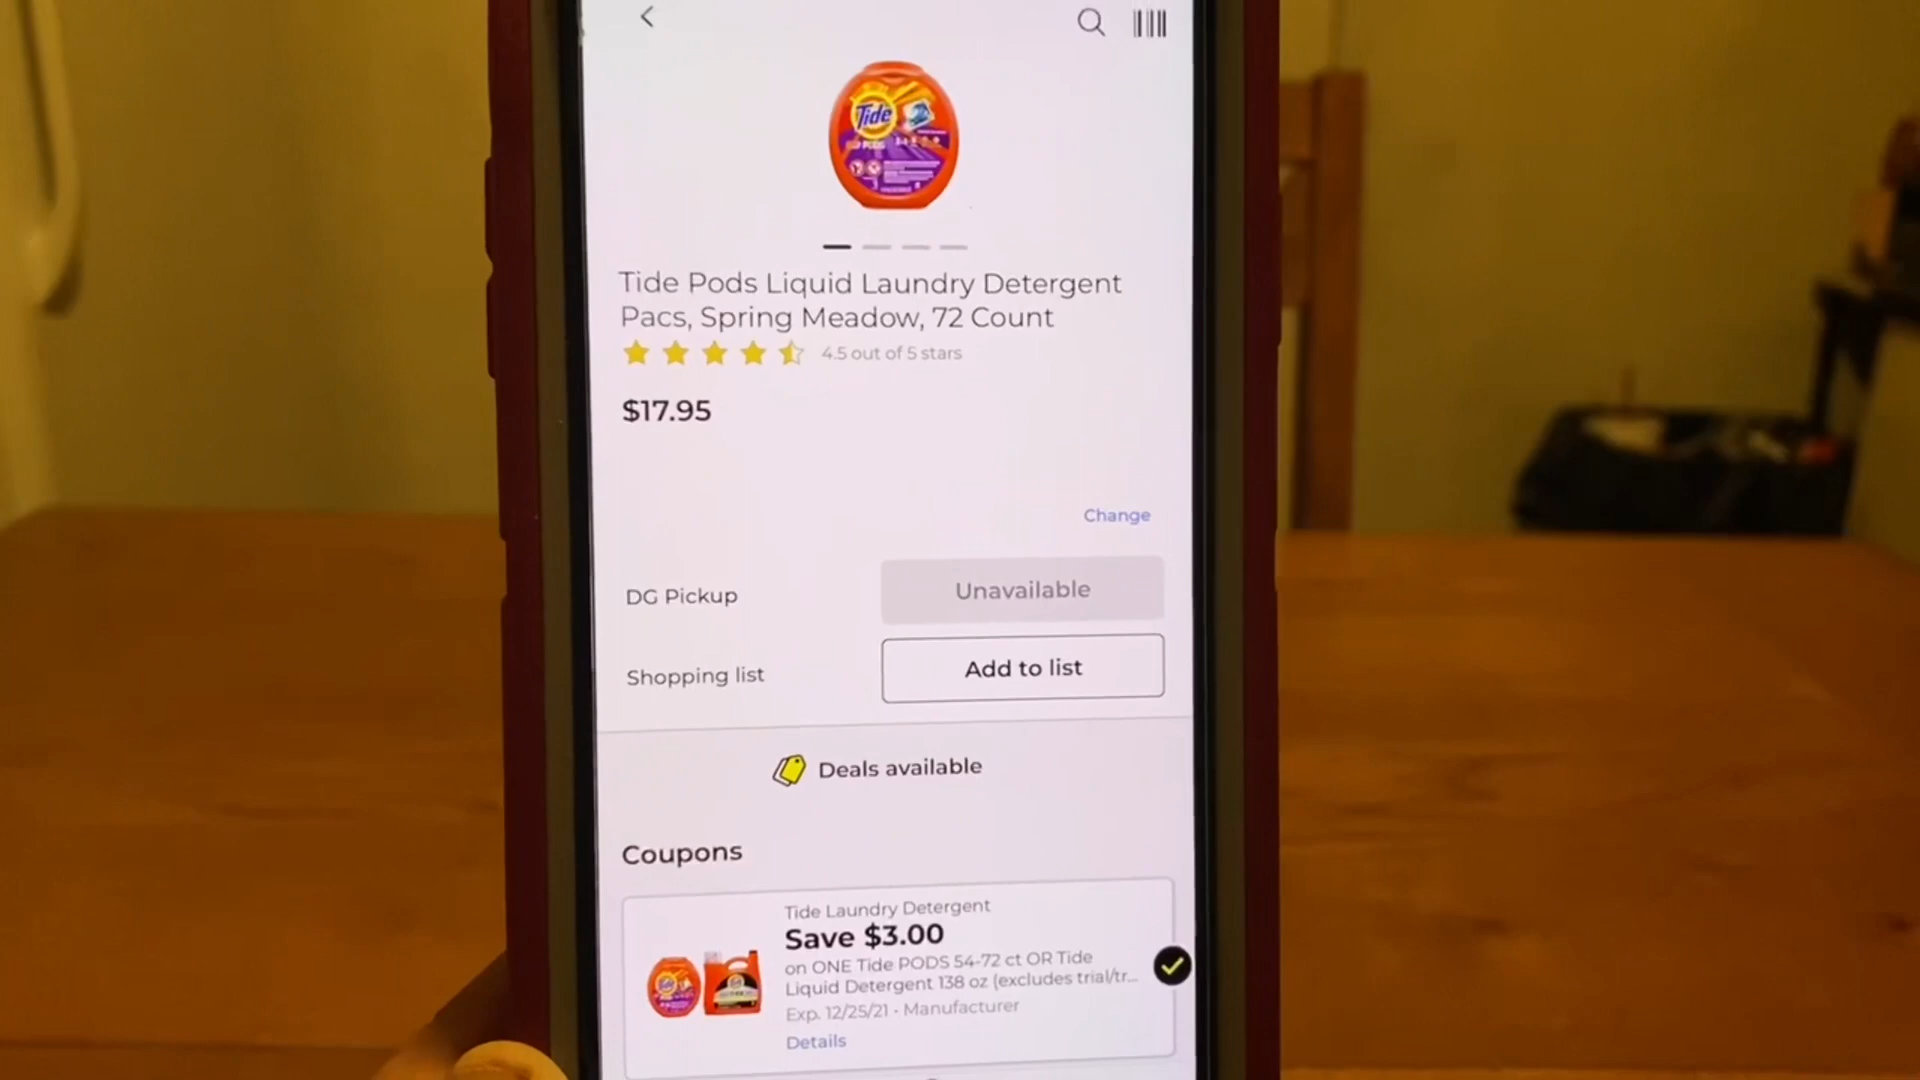 Tide
PODS
Tide Pods Liquid Laundry Detergent
Pacs, Spring Meadow, 72 Count
4.5 out of 5 stars
$17.95
Change
DG Pickup
Unavailable
Shopping list
Add to list
Deals available
Coupons
Tide Laundry Detergent
Save $3.00
on ONE Tide PODS 54-72 ct OR Tide
Liquid Detergent 138 oz (excludes trial/tr...
Exp. 12/25/21 • Manufacturer
Details